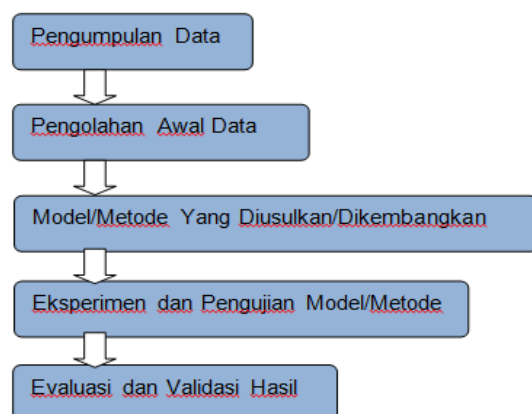 Pengumpulan Data
Pengolahan Awal Data
Model/Metode Yang Diusulkan/Dikembangkan
Eksperimen dan Pengujian Model/Metode
Evaluasi dan Validasi Hasil